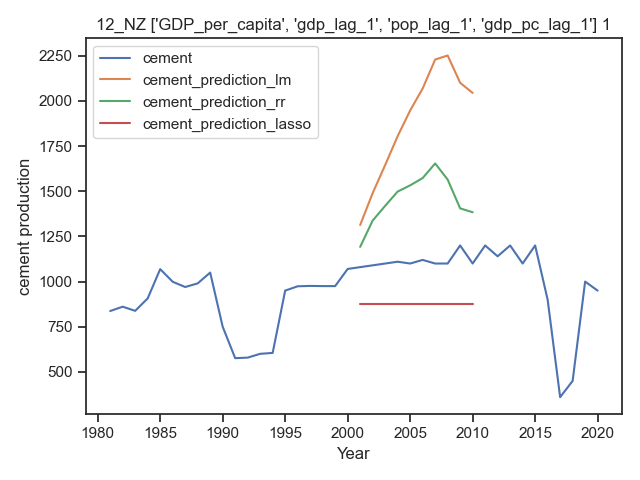 12_NZ ['GDP_per_capita', 'gdp_lag_1', 'pop_lag_1', 'gdp_pc_lag_1'] 1
cement
cement_prediction_lm
cement_prediction_rr
cement_prediction_lasso
cement production
2250
2000
1750
1500
1250
1000
750
500
1980 1985 1990 1995 2000 2005 2010 2015 2020
Year